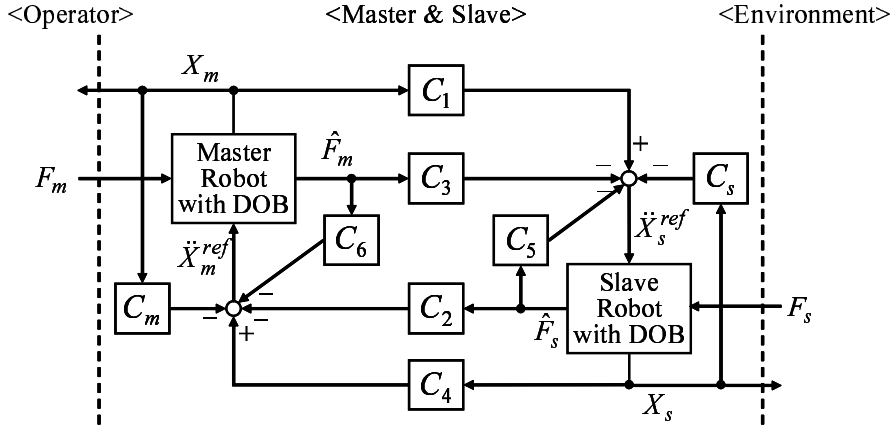 <Operator> <Master & Slave> <Environment>
X_m
C_1
+
Master
Robot
with DOB
F̂_m
F_m
C_3
−
−
−
C_s
Ẍ_m^{ref}
C_6
C_5
Ẍ_s^{ref}
C_m
−
−
−
+
C_2
F̂_s
Slave
Robot
with DOB
F_s
C_4
X_s